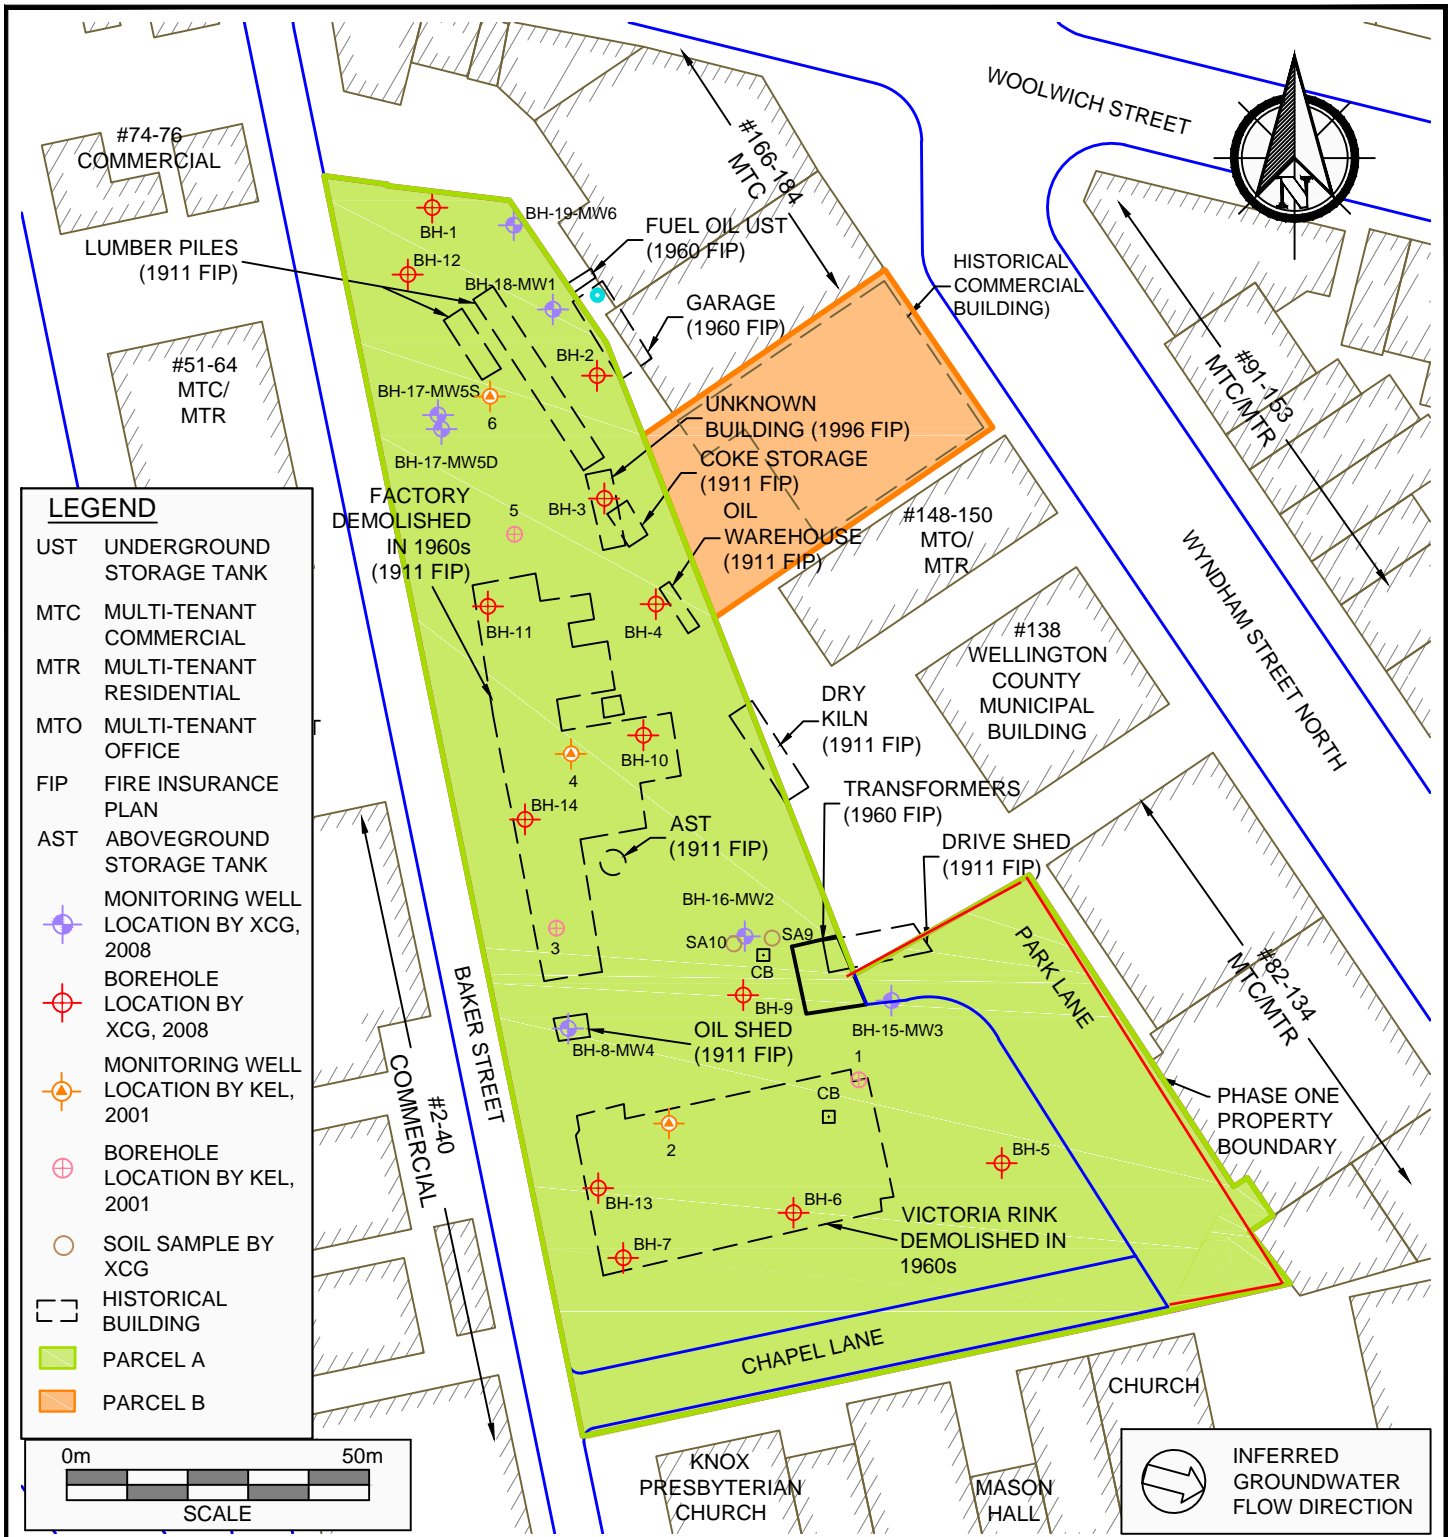 WOOLWICH STREET
N
#74-76
COMMERCIAL
#166-184
MTC
BH-1
BH-19-MW6
FUEL OIL UST
(1960 FIP)
LUMBER PILES
(1911 FIP)
BH-12
BH-18-MW1
HISTORICAL
COMMERCIAL
BUILDING)
GARAGE
(1960 FIP)
#51-64
MTC/
MTR
BH-2
#91-153
MTC/MTR
BH-17-MW5S
6
BH-17-MW5D
UNKNOWN
BUILDING (1996 FIP)
COKE STORAGE
(1911 FIP)
FACTORY
DEMOLISHED
IN 1960s
(1911 FIP)
5
BH-3
OIL
WAREHOUSE
(1911 FIP)
#148-150
MTO/
MTR
WYNDHAM STREET NORTH
BH-11
BH-4
#138
WELLINGTON
COUNTY
MUNICIPAL
BUILDING
DRY
KILN
(1911 FIP)
BH-10
4
BH-14
TRANSFORMERS
(1960 FIP)
AST
(1911 FIP)
DRIVE SHED
(1911 FIP)
BH-16-MW2
SA10
SA9
CB
3
PARK LANE
#82-134
MTC/MTR
BAKER STREET
BH-9
BH-15-MW3
OIL SHED
(1911 FIP)
BH-8-MW4
1
CB
#2-40
COMMERCIAL
2
PHASE ONE
PROPERTY
BOUNDARY
BH-5
BH-13
BH-6
VICTORIA RINK
DEMOLISHED IN
1960s
BH-7
CHAPEL LANE
CHURCH
KNOX
PRESBYTERIAN
CHURCH
MASON
HALL
LEGEND
UST UNDERGROUND
STORAGE TANK
MTC MULTI-TENANT
COMMERCIAL
MTR MULTI-TENANT
RESIDENTIAL
MTO MULTI-TENANT
OFFICE
FIP FIRE INSURANCE
PLAN
AST ABOVEGROUND
STORAGE TANK
MONITORING WELL
LOCATION BY XCG,
2008
BOREHOLE
LOCATION BY
XCG, 2008
MONITORING WELL
LOCATION BY KEL,
2001
BOREHOLE
LOCATION BY KEL,
2001
SOIL SAMPLE BY
XCG
HISTORICAL
BUILDING
PARCEL A
PARCEL B
0m 50m
SCALE
INFERRED
GROUNDWATER
FLOW DIRECTION